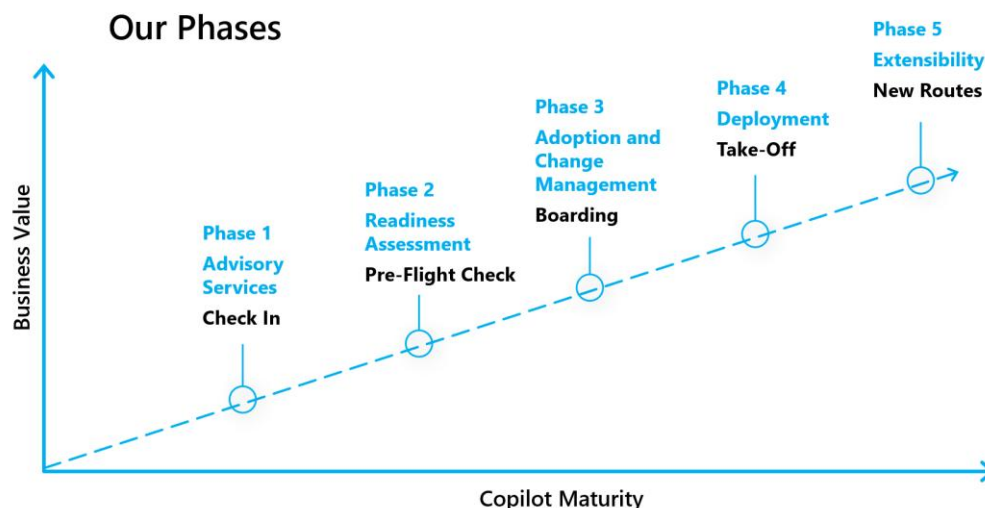 Our Phases
Phase 1
Advisory
Services
Check In
Phase 2
Readiness
Assessment
Pre-Flight Check
Phase 3
Adoption and
Change
Management
Boarding
Phase 4
Deployment
Take-Off
Phase 5
Extensibility
New Routes
Business Value
Copilot Maturity